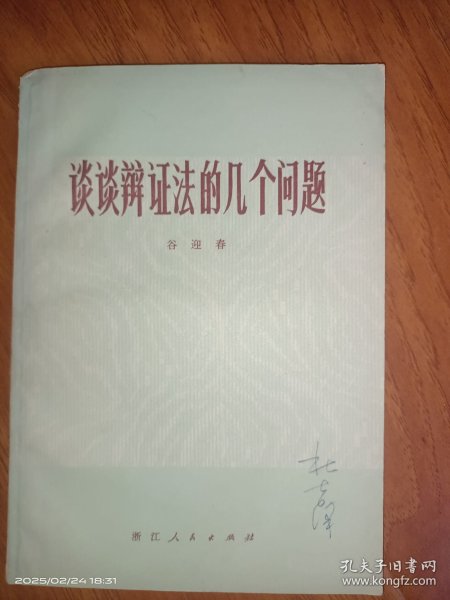 谈谈辩证法的几个问题
谷迎春
杜
浙江人民出版社
2025/02/24 18:31
孔夫子旧书网
www.kongfz.com